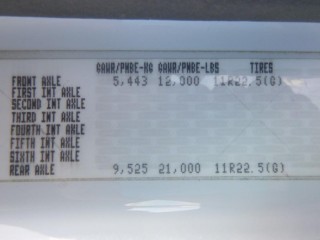 GAWR/PNBE-KG GAWR/PNBE-LBS TIRES
FRONT AXLE 5,443 12,000 11R22.5(G)
FIRST INT AXLE
SECOND INT AXLE
THIRD INT AXLE
FOURTH INT AXLE
FIFTH INT AXLE
SIXTH INT AXLE
REAR AXLE 9,525 21,000 11R22.5(G)